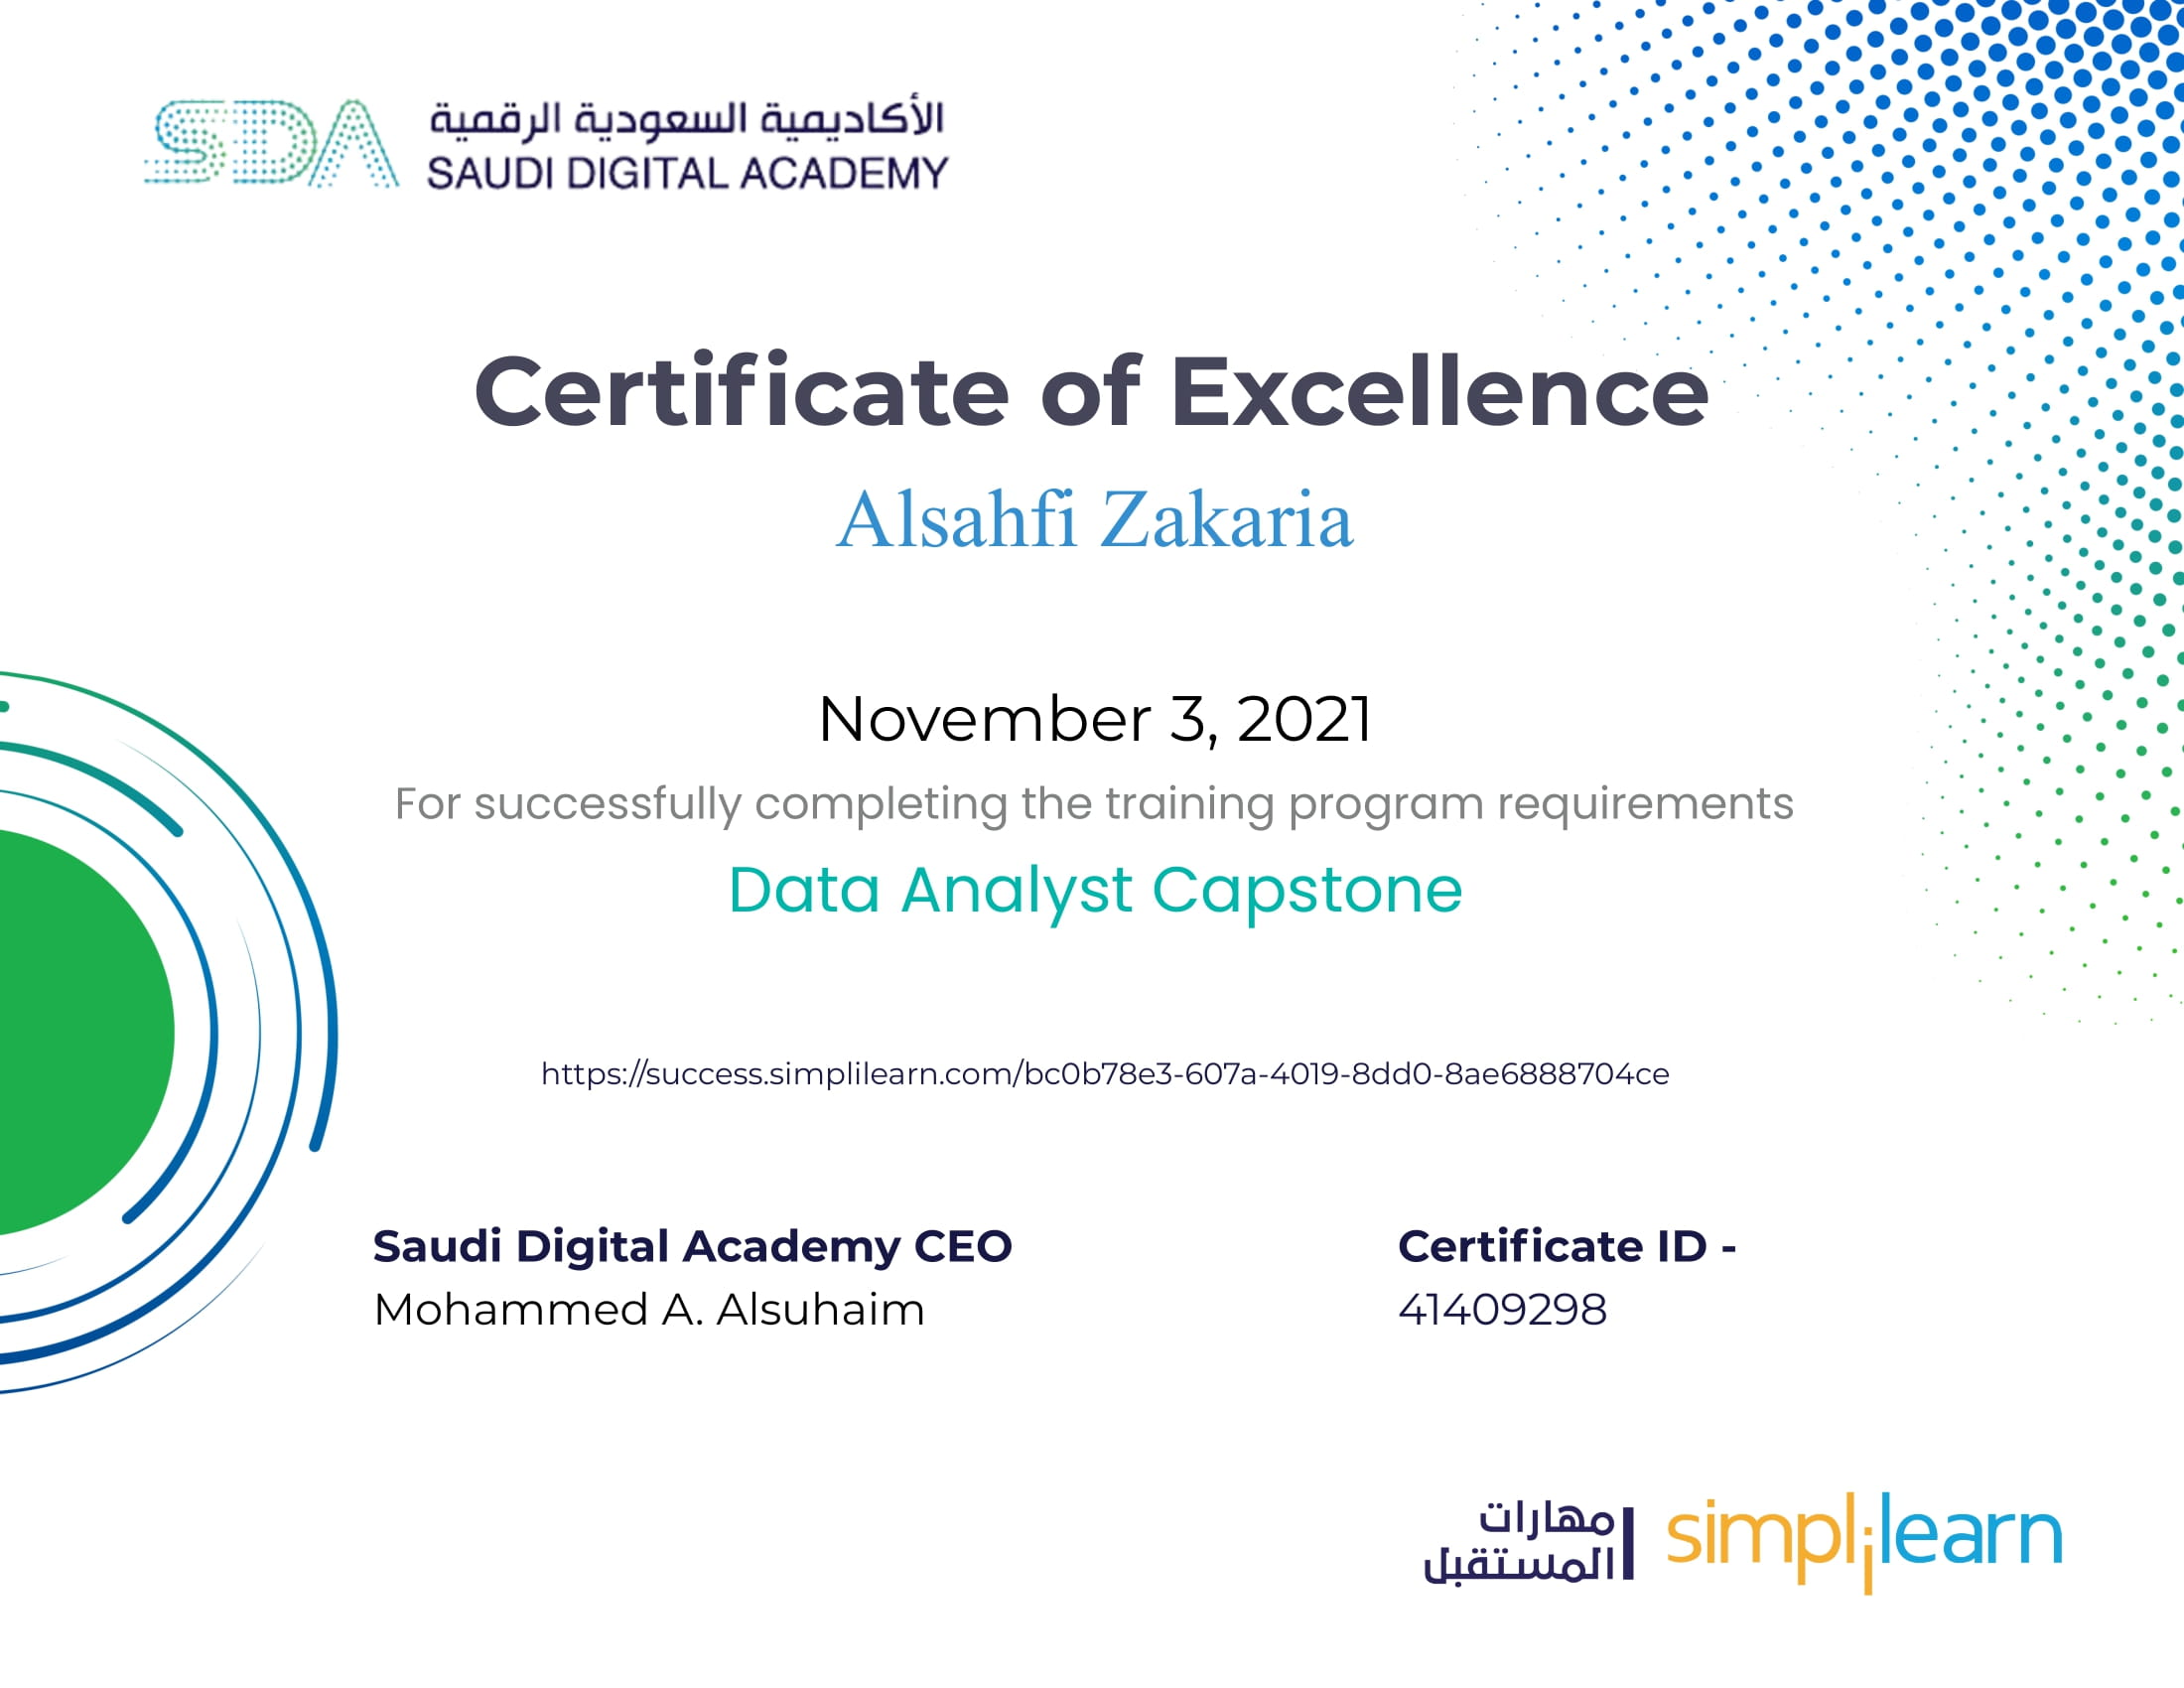 SDA
الأكاديمية السعودية الرقمية
SAUDI DIGITAL ACADEMY
Certificate of Excellence
Alsahfi Zakaria
November 3, 2021
For successfully completing the training program requirements
Data Analyst Capstone
https://success.simplilearn.com/bc0b78e3-607a-4019-8dd0-8ae6888704ce
Saudi Digital Academy CEO
Mohammed A. Alsuhaim
Certificate ID -
41409298
مهارات
المستقبل
simplilearn